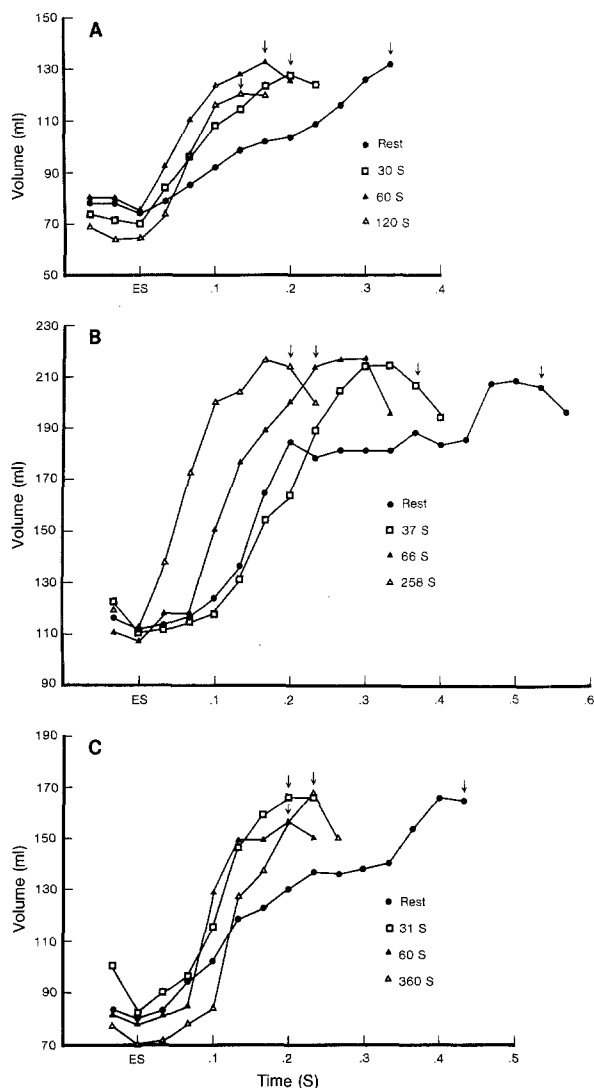 A
Volume (ml)
130
110
90
70
50
ES
.1
.2
.3
.4
Rest
30 S
60 S
120 S
B
Volume (ml)
230
210
190
170
150
130
110
90
ES
.1
.2
.3
.4
.5
.6
Rest
37 S
66 S
258 S
C
Volume (ml)
190
170
150
130
110
90
70
ES
.1
.2
.3
.4
.5
Rest
31 S
60 S
360 S
Time (S)